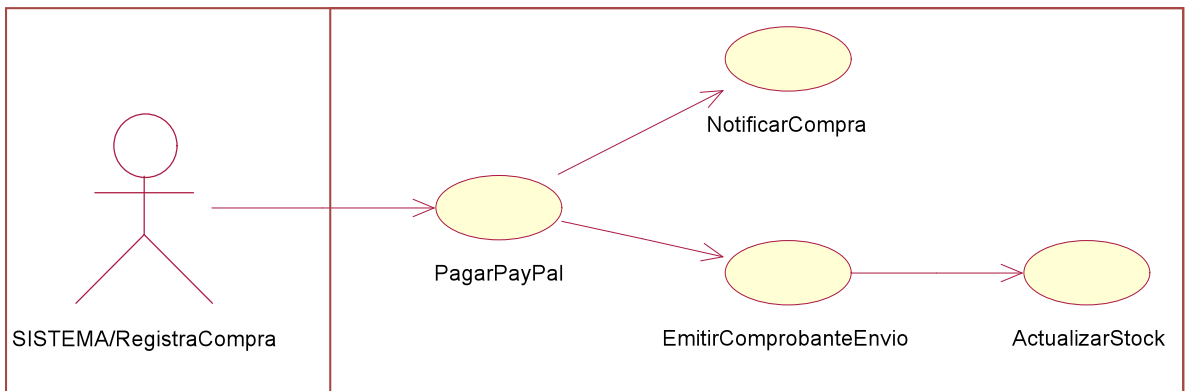 NotificarCompra
PagarPayPal
SISTEMA/RegistraCompra
EmitirComprobanteEnvio
ActualizarStock